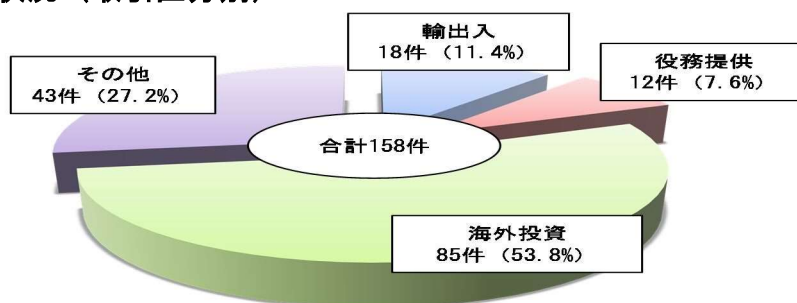 輸出入
18件 (11.4%)
役務提供
12件 (7.6%)
その他
43件 (27.2%)
合計158件
海外投資
85件 (53.8%)